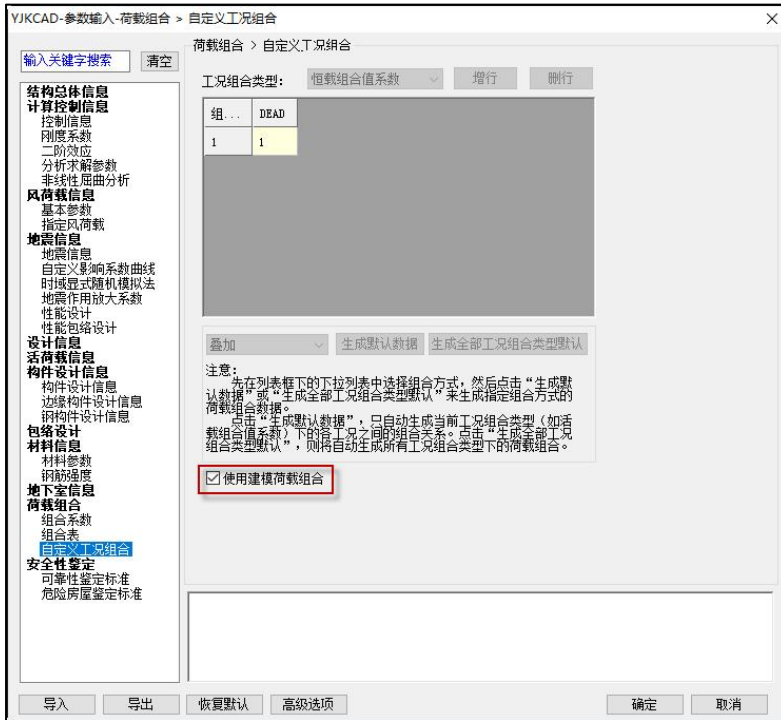 YJKCAD-参数输入-荷载组合 > 自定义工况组合
输入关键字搜索
清空
结构总体信息
计算控制信息
控制信息
刚度系数
二阶效应
分析求解参数
非线性屈曲分析
风荷载信息
基本参数
指定风荷载
地震信息
地震信息
自定义影响系数曲线
时域显式随机模拟法
地震作用放大系数
性能设计
性能包络设计
设计信息
活荷载信息
构件设计信息
构件设计信息
边缘构件设计信息
钢构件设计信息
包络设计
材料信息
材料参数
钢筋强度
地下室信息
荷载组合
组合系数
组合表
自定义工况组合
安全性鉴定
可靠性鉴定标准
危险房屋鉴定标准
荷载组合 > 自定义工况组合
工况组合类型: 恒载组合值系数 增行 删行
组... DEAD
1 1
叠加 生成默认数据 生成全部工况组合类型默认
注意:
先在列表框下的下拉列表中选择组合方式，然后点击“生成默
认数据”或“生成全部工况组合类型默认”来生成指定组合方式的
荷载组合数据。
点击“生成默认数据”，只自动生成当前工况组合类型（如活
载组合值系数）下的各工况之间的组合关系。点击“生成全部工况
组合类型默认”，则将自动生成所有工况组合类型下的荷载组合。
使用建模荷载组合
导入 导出 恢复默认 高级选项 确定 取消